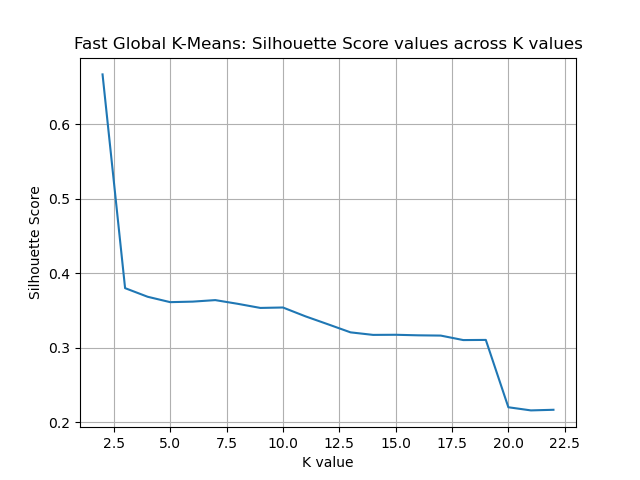 Fast Global K-Means: Silhouette Score values across K values
Silhouette Score
0.6
0.5
0.4
0.3
0.2
2.5 5.0 7.5 10.0 12.5 15.0 17.5 20.0 22.5
K value